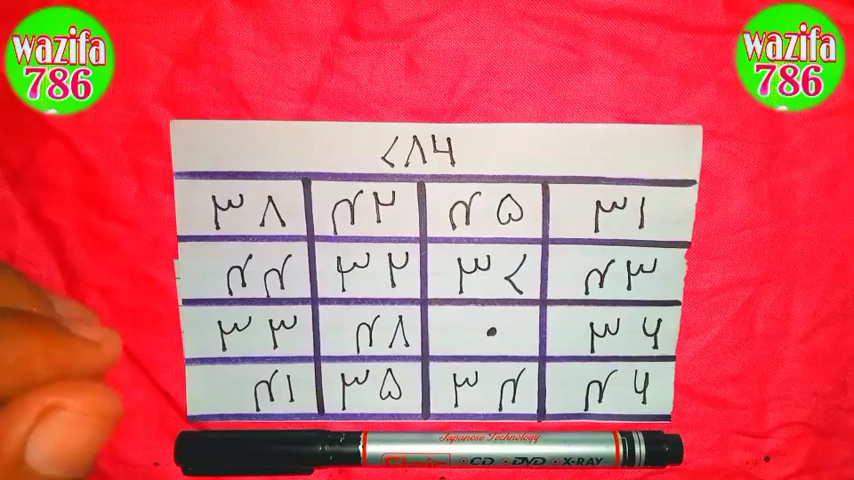 wazifa
786
wazifa
786
۷۸۶
۳۸ ۴۲ ۴۵ ۳۱
۴۴ ۳۲ ۳۷ ۴۳
۳۳ ۴۸ • ۳۶
۴۱ ۳۵ ۳۴ ۴۶
Japanese Technology
• CD • DVD • X-RAY